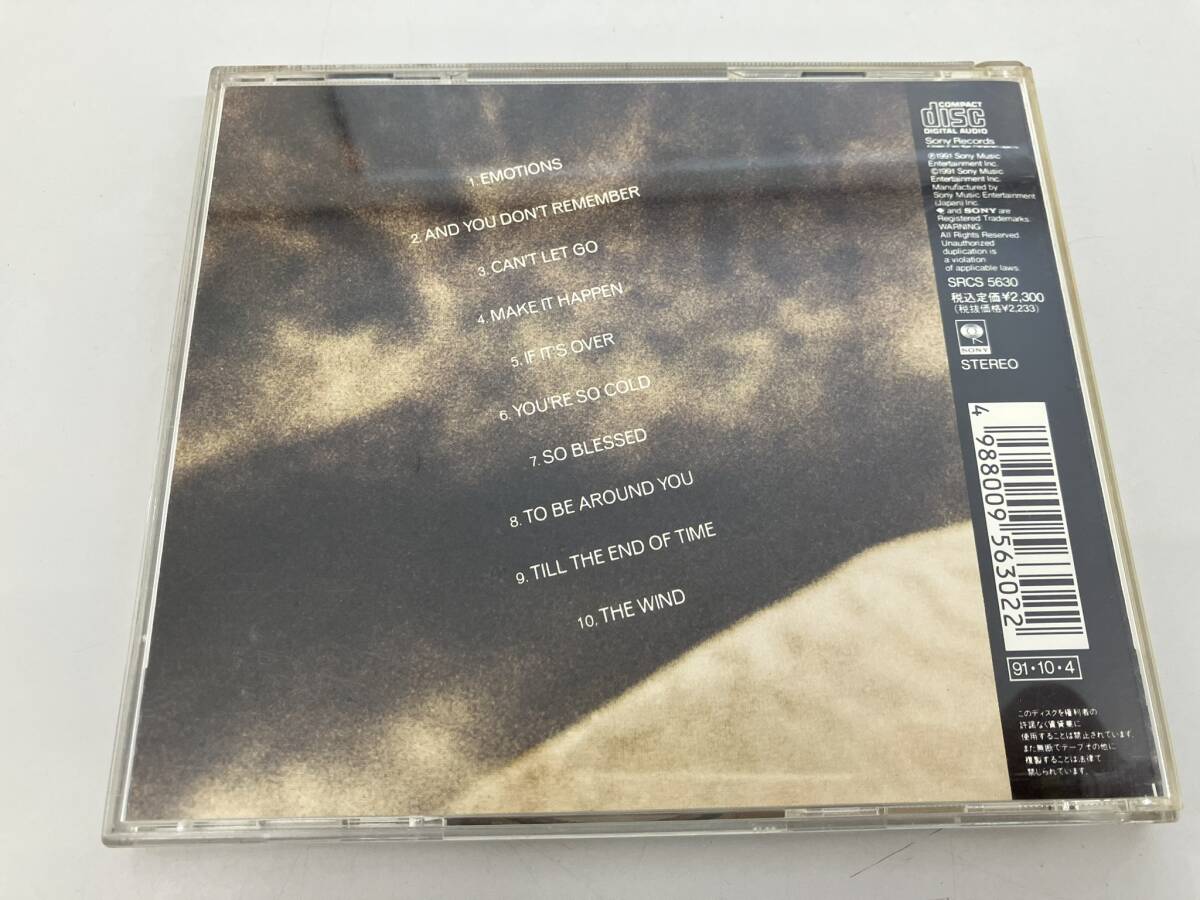 1. EMOTIONS
2. AND YOU DON'T REMEMBER
3. CAN'T LET GO
4. MAKE IT HAPPEN
5. IF IT'S OVER
6. YOU'RE SO COLD
7. SO BLESSED
8. TO BE AROUND YOU
9. TILL THE END OF TIME
10. THE WIND
COMPACT
disc
DIGITAL AUDIO
Sony Records
℗1991 Sony Music
Entertainment Inc.
©1991 Sony Music
Entertainment Inc.
Manufactured by
Sony Music Entertainment
(Japan) Inc.
and SONY are
Registered Trademarks.
WARNING:
All Rights Reserved.
Unauthorized
duplication is
a violation
of applicable laws.
SRCS 5630
税込定価¥2,300
(税抜価格¥2,233)
SONY
STEREO
4 988009 563022
91・10・4
このディスクを権利者の
許諾なく賃貸業に
使用することは禁止されています。
また無断でテープその他に
複製することは法律で
禁じられています。